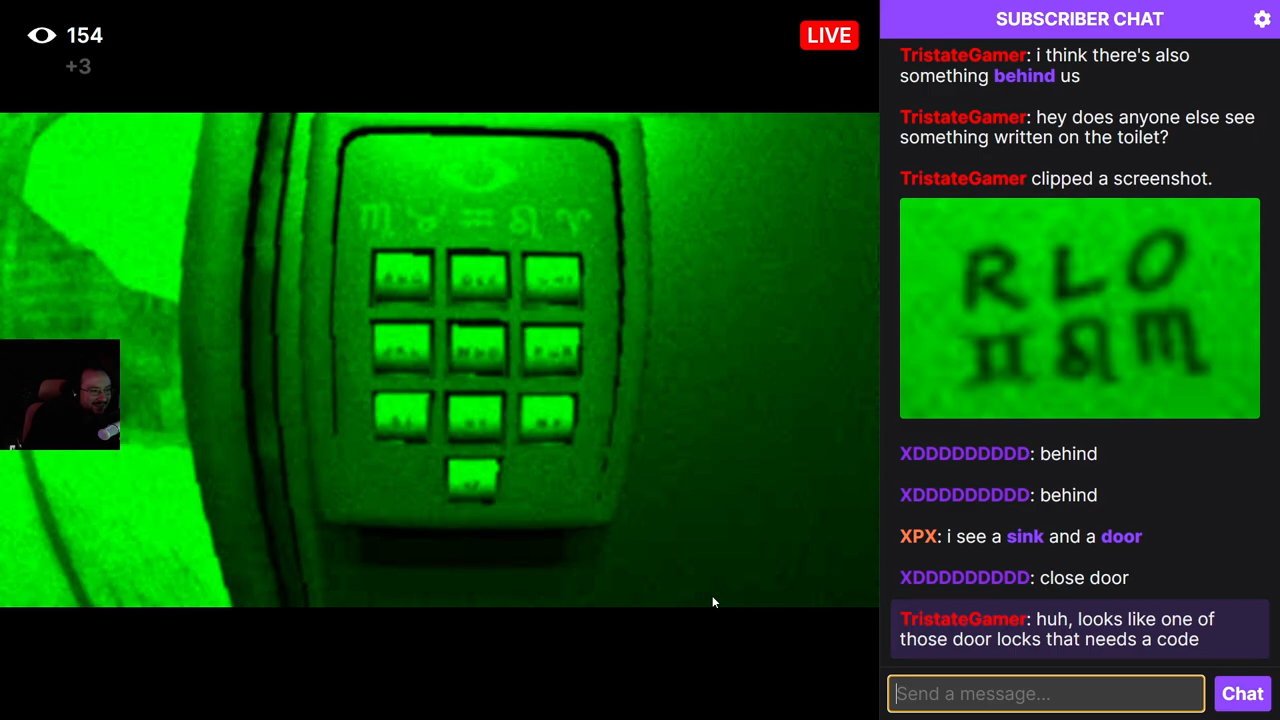 154
+3
LIVE
♏ ♉ ♒ ♌ ♈
SUBSCRIBER CHAT
TristateGamer: i think there's also
something behind us
TristateGamer: hey does anyone else see
something written on the toilet?
TristateGamer clipped a screenshot.
R L O
♊ ♌ ♏
XDDDDDDDDD: behind
XDDDDDDDDD: behind
XPX: i see a sink and a door
XDDDDDDDDD: close door
TristateGamer: huh, looks like one of
those door locks that needs a code
Send a message...
Chat